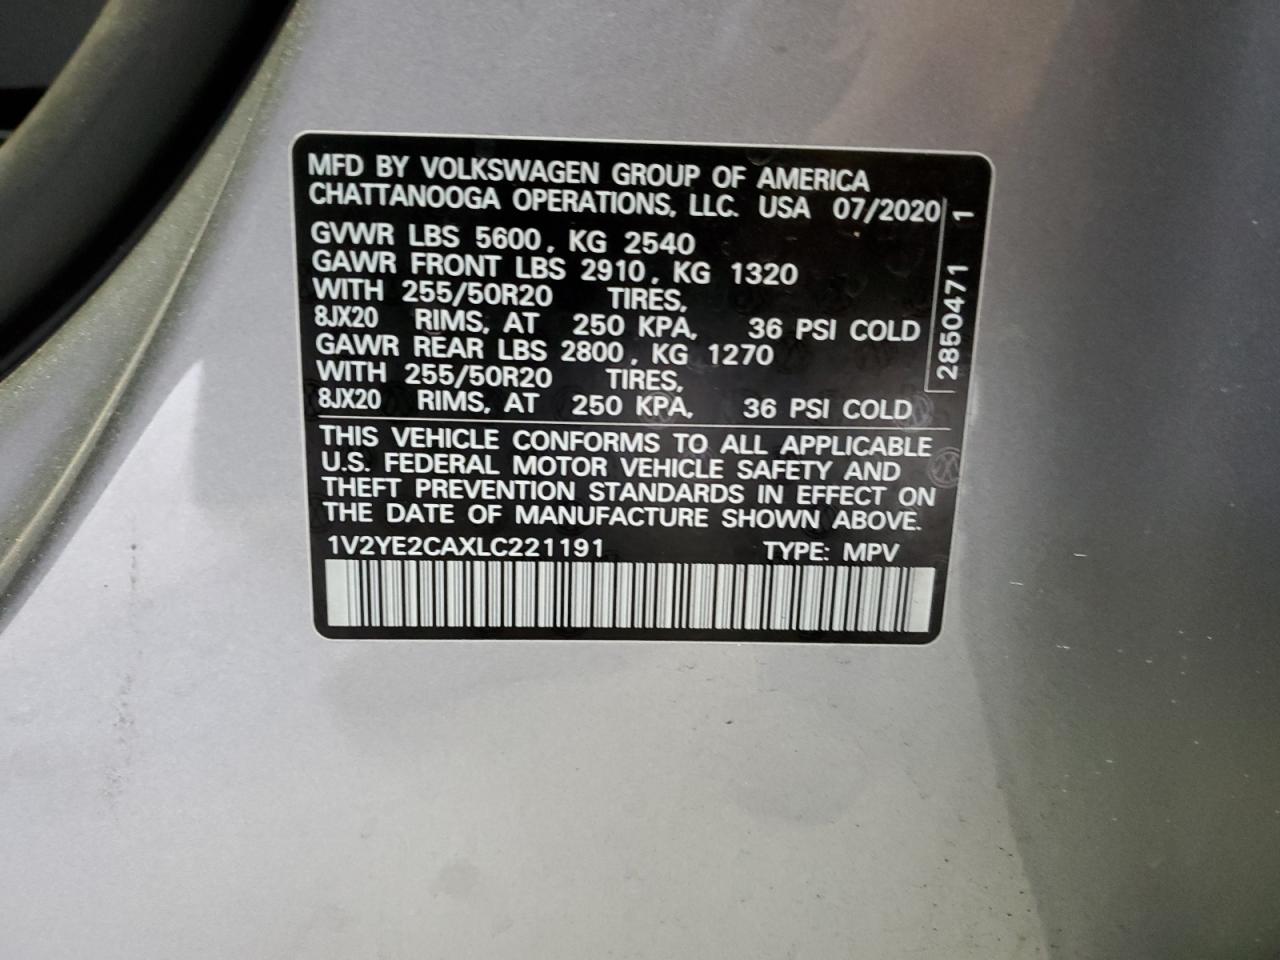 MFD BY VOLKSWAGEN GROUP OF AMERICA
CHATTANOOGA OPERATIONS, LLC. USA 07/2020
GVWR LBS 5600, KG 2540
GAWR FRONT LBS 2910, KG 1320
WITH 255/50R20 TIRES,
8JX20 RIMS, AT 250 KPA, 36 PSI COLD
GAWR REAR LBS 2800, KG 1270
WITH 255/50R20 TIRES,
8JX20 RIMS, AT 250 KPA, 36 PSI COLD
2850471 1
THIS VEHICLE CONFORMS TO ALL APPLICABLE
U.S. FEDERAL MOTOR VEHICLE SAFETY AND
THEFT PREVENTION STANDARDS IN EFFECT ON
THE DATE OF MANUFACTURE SHOWN ABOVE.
1V2YE2CAXLC221191 TYPE: MPV